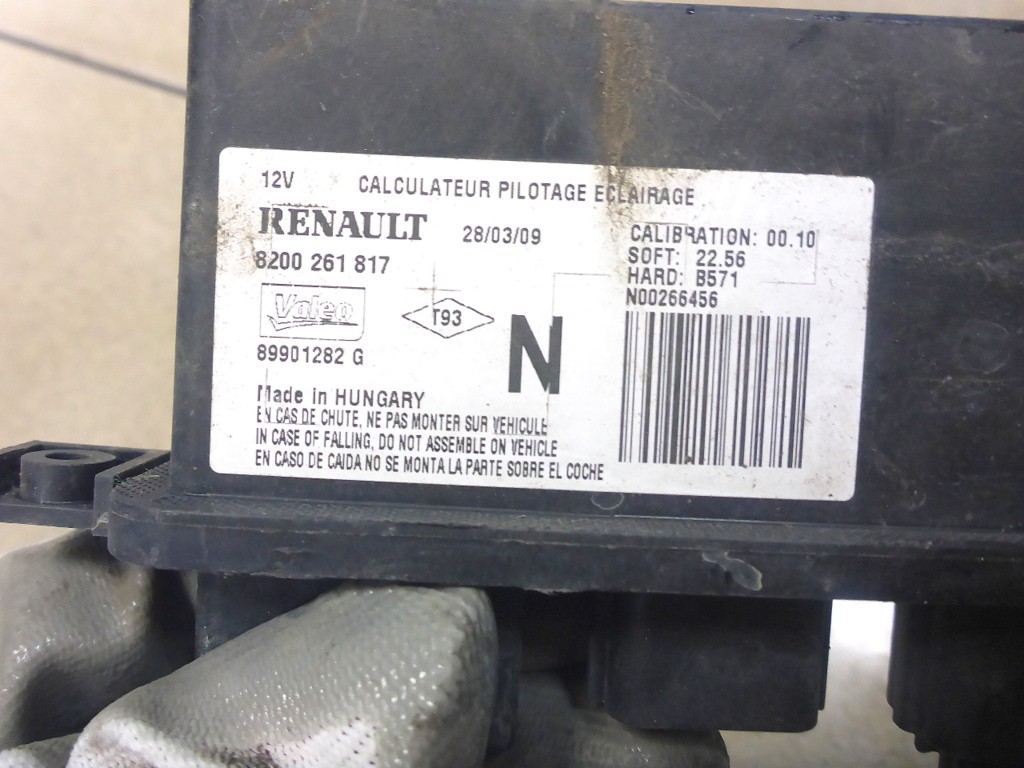 12V CALCULATEUR PILOTAGE ECLAIRAGE
RENAULT 28/03/09
8200 261 817
CALIBRATION: 00.10
SOFT: 22.56
HARD: B571
N00266456
Valeo
T93
N
89901282 G
Made in HUNGARY
EN CAS DE CHUTE, NE PAS MONTER SUR VEHICULE
IN CASE OF FALLING, DO NOT ASSEMBLE ON VEHICLE
EN CASO DE CAIDA NO SE MONTA LA PARTE SOBRE EL COCHE